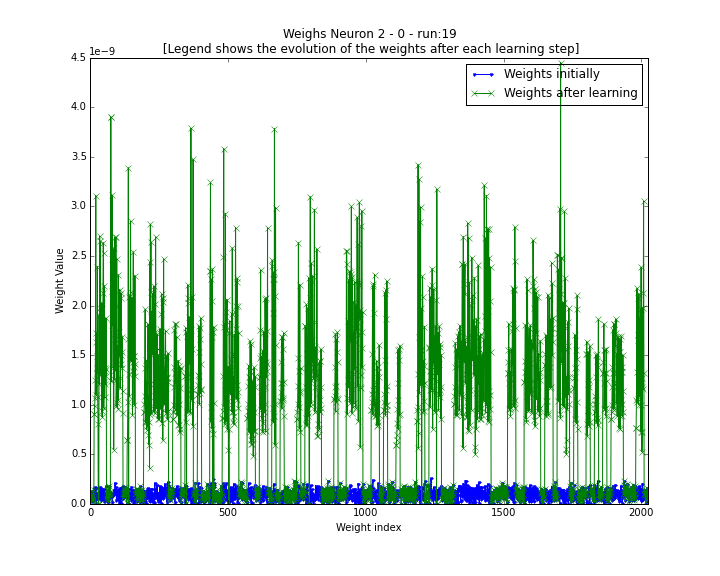 Weighs Neuron 2 - 0 - run:19
[Legend shows the evolution of the weights after each learning step]
1e−9
4.5
4.0
3.5
3.0
2.5
2.0
1.5
1.0
0.5
0.0
Weight Value
Weights initially
Weights after learning
0 500 1000 1500 2000
Weight index